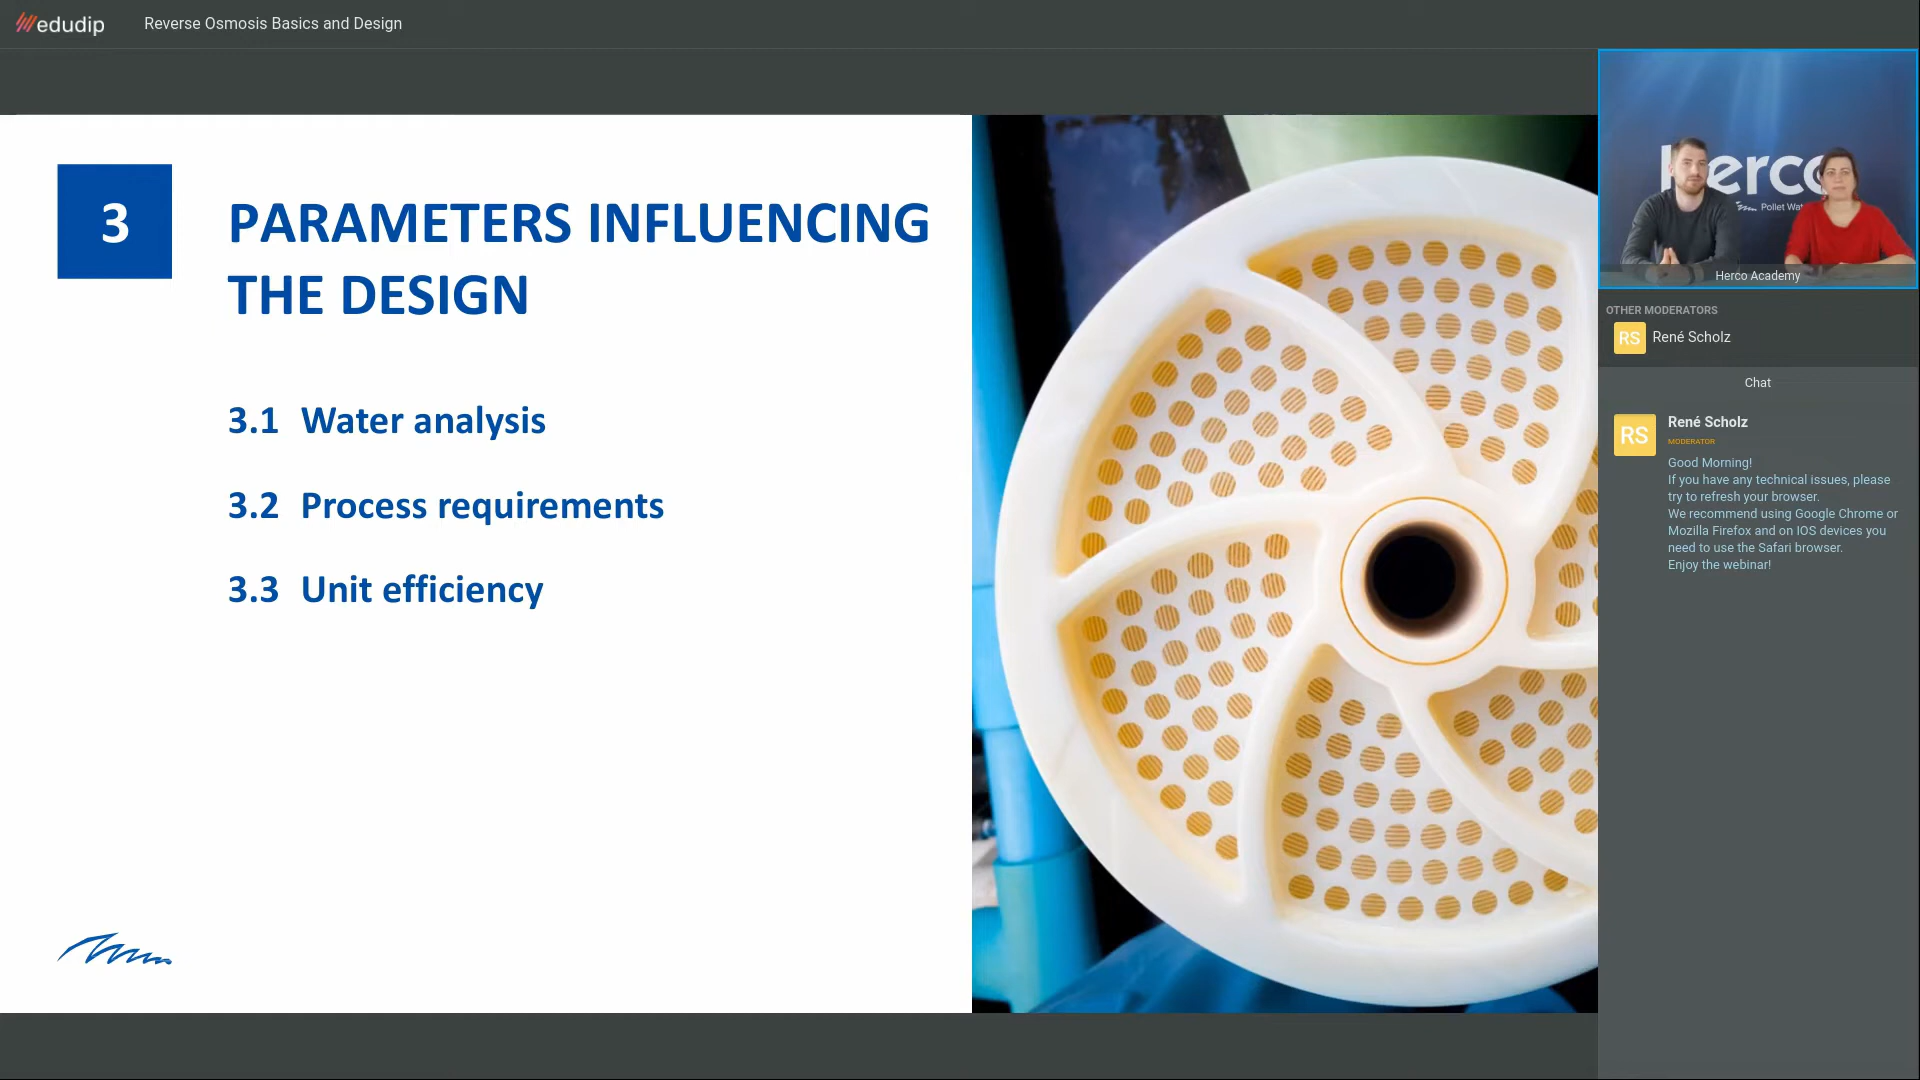 edudip
Reverse Osmosis Basics and Design
3
PARAMETERS INFLUENCING
THE DESIGN
3.1 Water analysis
3.2 Process requirements
3.3 Unit efficiency
herco
Herco Academy
OTHER MODERATORS
RS
René Scholz
Chat
RS
René Scholz
MODERATOR
Good Morning!
If you have any technical issues, please
try to refresh your browser.
We recommend using Google Chrome or
Mozilla Firefox and on IOS devices you
need to use the Safari browser.
Enjoy the webinar!